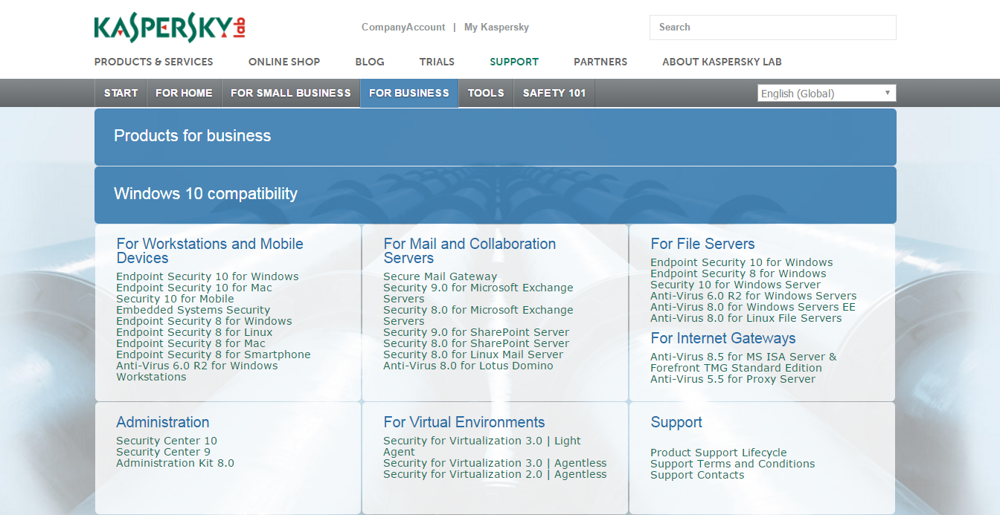 KASPERSKY lab
CompanyAccount | My Kaspersky
Search
PRODUCTS & SERVICES ONLINE SHOP BLOG TRIALS SUPPORT PARTNERS ABOUT KASPERSKY LAB
START FOR HOME FOR SMALL BUSINESS FOR BUSINESS TOOLS SAFETY 101
English (Global)
Products for business
Windows 10 compatibility
For Workstations and Mobile
Devices
Endpoint Security 10 for Windows
Endpoint Security 10 for Mac
Security 10 for Mobile
Embedded Systems Security
Endpoint Security 8 for Windows
Endpoint Security 8 for Linux
Endpoint Security 8 for Mac
Endpoint Security 8 for Smartphone
Anti-Virus 6.0 R2 for Windows
Workstations
For Mail and Collaboration
Servers
Secure Mail Gateway
Security 9.0 for Microsoft Exchange
Servers
Security 8.0 for Microsoft Exchange
Servers
Security 9.0 for SharePoint Server
Security 8.0 for SharePoint Server
Security 8.0 for Linux Mail Server
Anti-Virus 8.0 for Lotus Domino
For File Servers
Endpoint Security 10 for Windows
Endpoint Security 8 for Windows
Security 10 for Windows Server
Anti-Virus 6.0 R2 for Windows Servers
Anti-Virus 8.0 for Windows Servers EE
Anti-Virus 8.0 for Linux File Servers
For Internet Gateways
Anti-Virus 8.5 for MS ISA Server &
Forefront TMG Standard Edition
Anti-Virus 5.5 for Proxy Server
Administration
Security Center 10
Security Center 9
Administration Kit 8.0
For Virtual Environments
Security for Virtualization 3.0 | Light
Agent
Security for Virtualization 3.0 | Agentless
Security for Virtualization 2.0 | Agentless
Support
Product Support Lifecycle
Support Terms and Conditions
Support Contacts